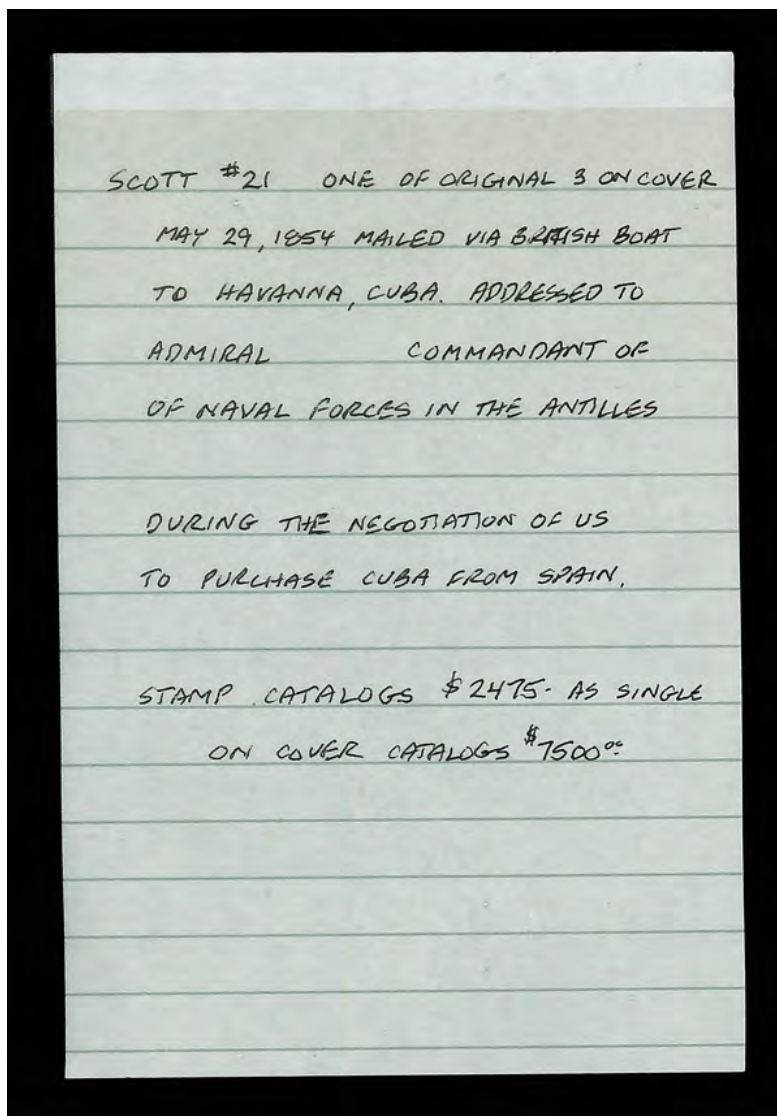 SCOTT #21 ONE OF ORIGINAL 3 ON COVER
MAY 29, 1854 MAILED VIA BRITISH BOAT
TO HAVANNA, CUBA. ADDRESSED TO
ADMIRAL COMMANDANT OF
OF NAVAL FORCES IN THE ANTILLES
DURING THE NEGOTIATION OF US
TO PURCHASE CUBA FROM SPAIN.
STAMP CATALOGS $2475- AS SINGLE
ON COVER CATALOGS $7500 00